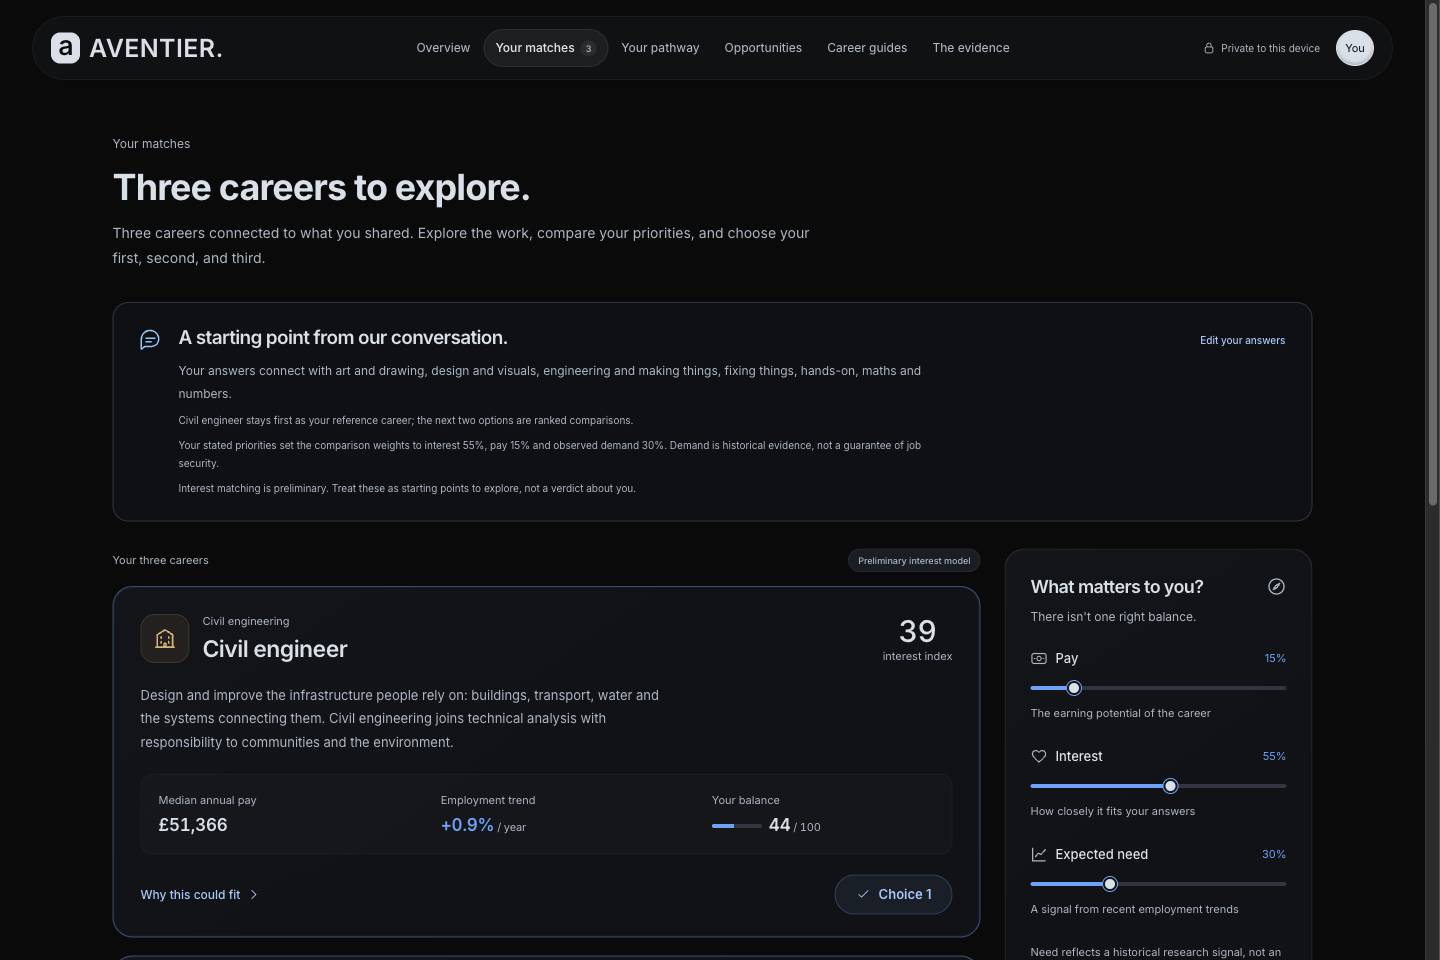 a AVENTIER.
Overview
Your matches 3
Your pathway
Opportunities
Career guides
The evidence
Private to this device
You
Your matches
Three careers to explore.
Three careers connected to what you shared. Explore the work, compare your priorities, and choose your
first, second, and third.
A starting point from our conversation.
Edit your answers
Your answers connect with art and drawing, design and visuals, engineering and making things, fixing things, hands-on, maths and
numbers.
Civil engineer stays first as your reference career; the next two options are ranked comparisons.
Your stated priorities set the comparison weights to interest 55%, pay 15% and observed demand 30%. Demand is historical evidence, not a guarantee of job
security.
Interest matching is preliminary. Treat these as starting points to explore, not a verdict about you.
Your three careers
Preliminary interest model
Civil engineering
Civil engineer
39
interest index
Design and improve the infrastructure people rely on: buildings, transport, water and
the systems connecting them. Civil engineering joins technical analysis with
responsibility to communities and the environment.
Median annual pay
£51,366
Employment trend
+0.9% / year
Your balance
44 / 100
Why this could fit
Choice 1
What matters to you?
There isn't one right balance.
Pay 15%
The earning potential of the career
Interest 55%
How closely it fits your answers
Expected need 30%
A signal from recent employment trends
Need reflects a historical research signal, not an